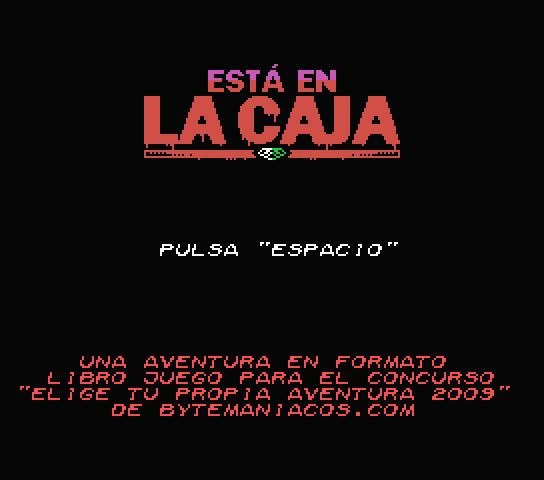 ESTÁ EN
LA CAJA
PULSA "ESPACIO"
UNA AVENTURA EN FORMATO
LIBRO JUEGO PARA EL CONCURSO
"ELIGE TU PROPIA AVENTURA 2009"
DE BYTEMANIACOS.COM